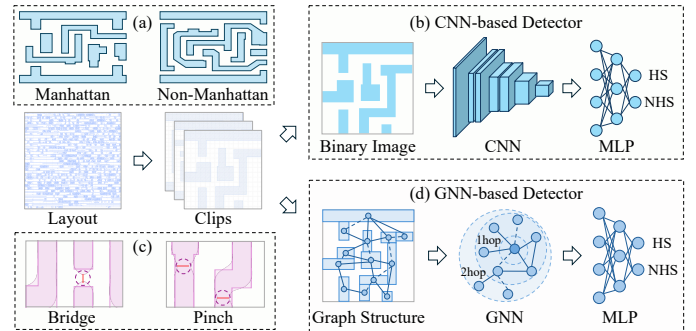 (a)
Manhattan
Non-Manhattan
Layout
Clips
(c)
Bridge
Pinch
(b) CNN-based Detector
Binary Image
CNN
MLP
HS
NHS
(d) GNN-based Detector
1hop
2hop
Graph Structure
GNN
MLP
HS
NHS